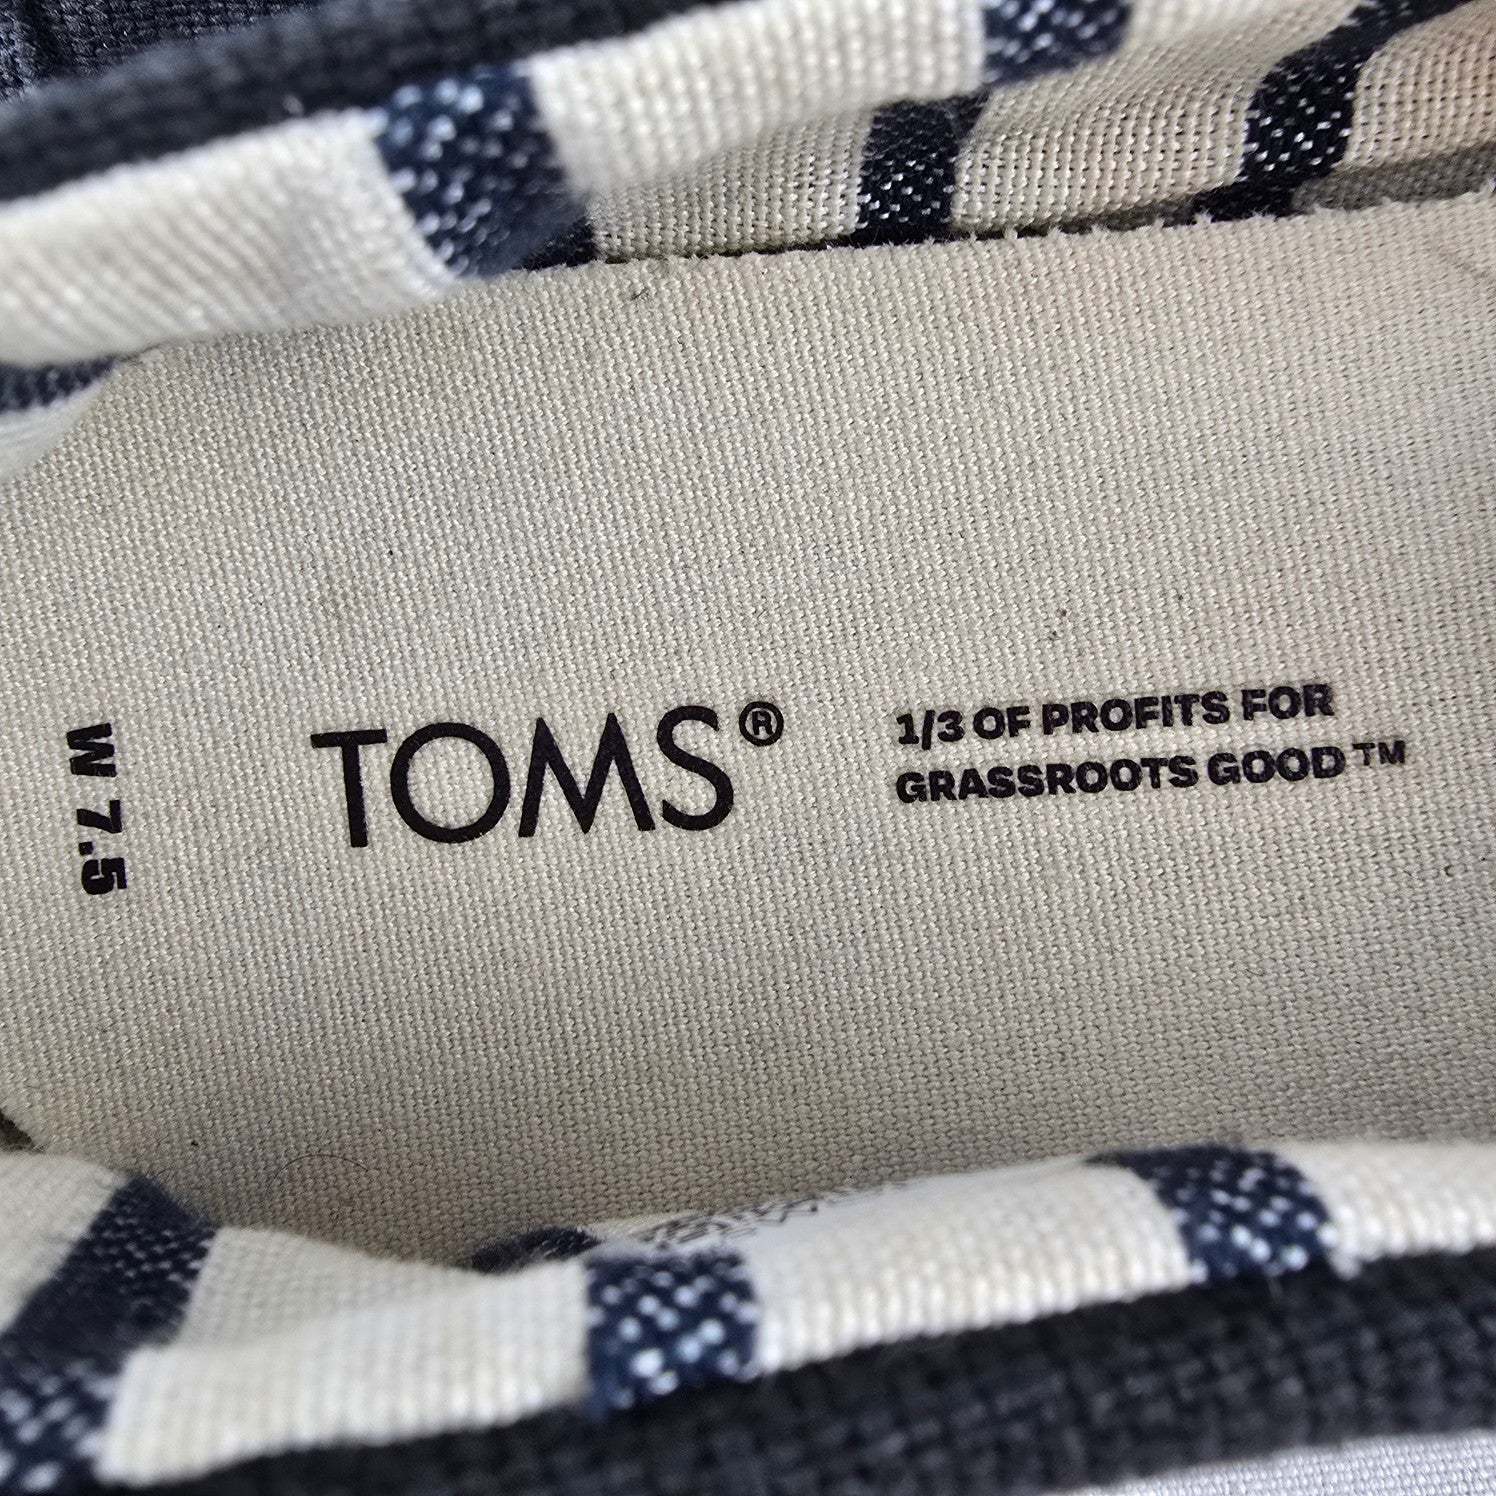 W 7.5
TOMS®
1/3 OF PROFITS FOR
GRASSROOTS GOOD™